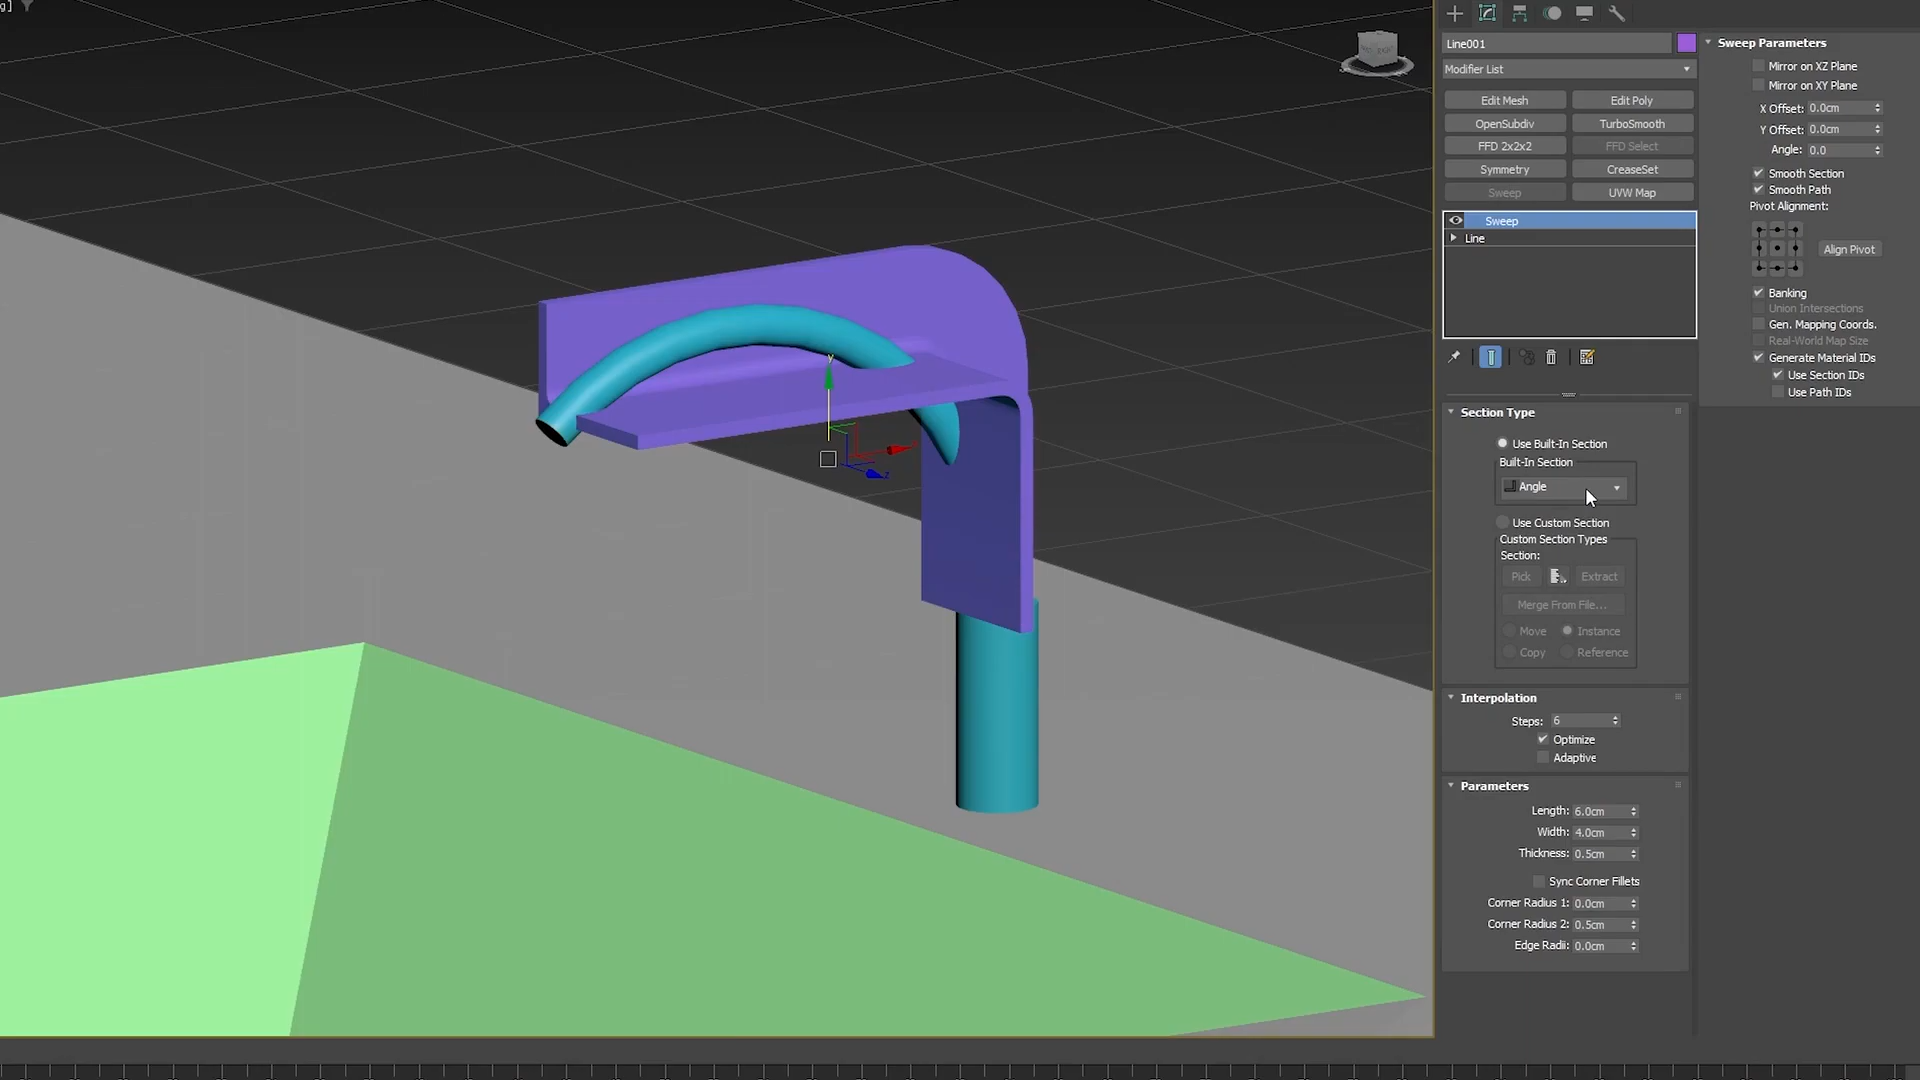 g]
Line001
Modifier List
Edit Mesh
Edit Poly
OpenSubdiv
TurboSmooth
FFD 2x2x2
FFD Select
Symmetry
CreaseSet
Sweep
UVW Map
Sweep
Line
Section Type
Use Built-In Section
Built-In Section
Angle
Use Custom Section
Custom Section Types
Section:
Pick
Extract
Merge From File...
Move
Instance
Copy
Reference
Interpolation
Steps: 6
Optimize
Adaptive
Parameters
Length: 6.0cm
Width: 4.0cm
Thickness: 0.5cm
Sync Corner Fillets
Corner Radius 1: 0.0cm
Corner Radius 2: 0.5cm
Edge Radii: 0.0cm
Sweep Parameters
Mirror on XZ Plane
Mirror on XY Plane
X Offset: 0.0cm
Y Offset: 0.0cm
Angle: 0.0
Smooth Section
Smooth Path
Pivot Alignment:
Align Pivot
Banking
Union Intersections
Gen. Mapping Coords.
Real-World Map Size
Generate Material IDs
Use Section IDs
Use Path IDs
y
z